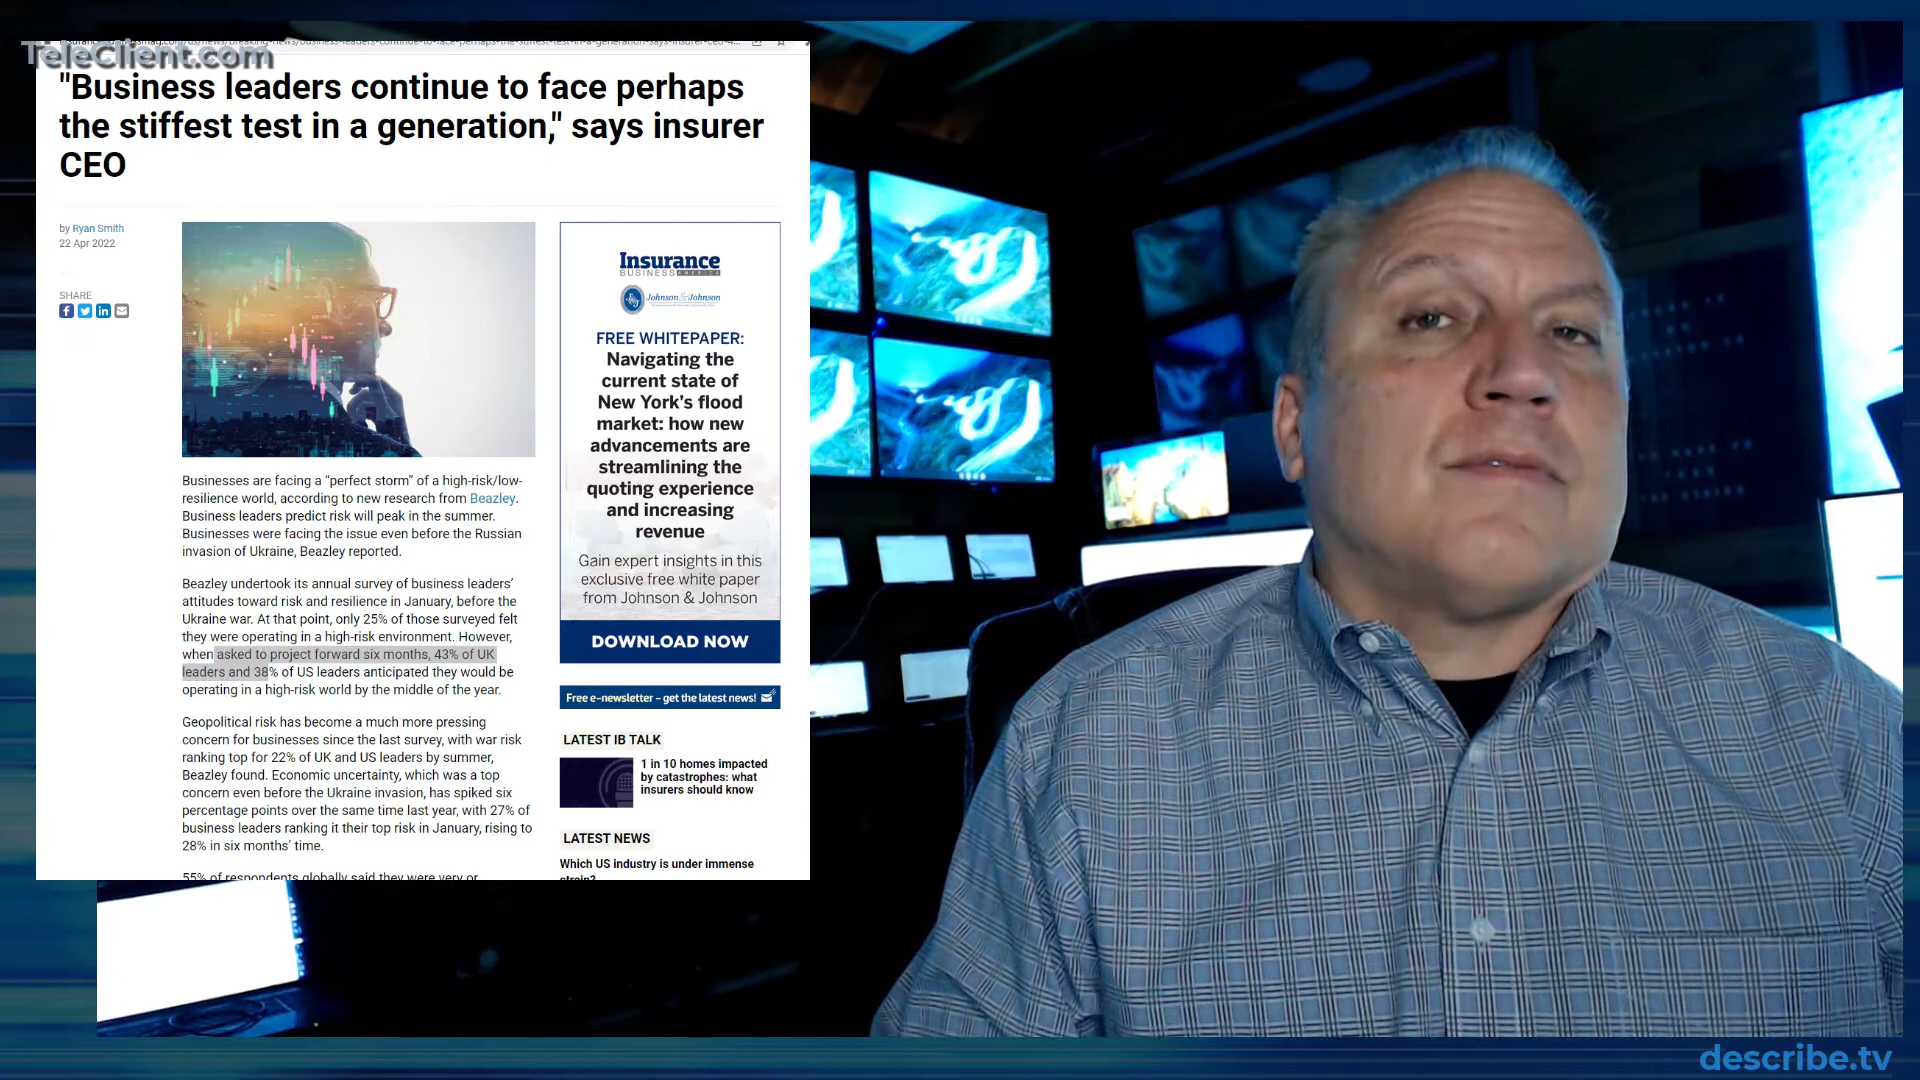 TeleClient.com
"Business leaders continue to face perhaps
the stiffest test in a generation," says insurer
CEO
by Ryan Smith
22 Apr 2022
SHARE
Businesses are facing a “perfect storm” of a high-risk/low-
resilience world, according to new research from Beazley.
Business leaders predict risk will peak in the summer.
Businesses were facing the issue even before the Russian
invasion of Ukraine, Beazley reported.
Beazley undertook its annual survey of business leaders’
attitudes toward risk and resilience in January, before the
Ukraine war. At that point, only 25% of those surveyed felt
they were operating in a high-risk environment. However,
when asked to project forward six months, 43% of UK
leaders and 38% of US leaders anticipated they would be
operating in a high-risk world by the middle of the year.
Geopolitical risk has become a much more pressing
concern for businesses since the last survey, with war risk
ranking top for 22% of UK and US leaders by summer,
Beazley found. Economic uncertainty, which was a top
concern even before the Ukraine invasion, has spiked six
percentage points over the same time last year, with 27% of
business leaders ranking it their top risk in January, rising to
28% in six months’ time.
55% of respondents globally said they were very or
Insurance
BUSINESS AMERICA
Johnson & Johnson
FREE WHITEPAPER:
Navigating the
current state of
New York’s flood
market: how new
advancements are
streamlining the
quoting experience
and increasing
revenue
Gain expert insights in this
exclusive free white paper
from Johnson & Johnson
DOWNLOAD NOW
Free e-newsletter - get the latest news!
LATEST IB TALK
1 in 10 homes impacted
by catastrophes: what
insurers should know
LATEST NEWS
Which US industry is under immense
strain?
describe.tv